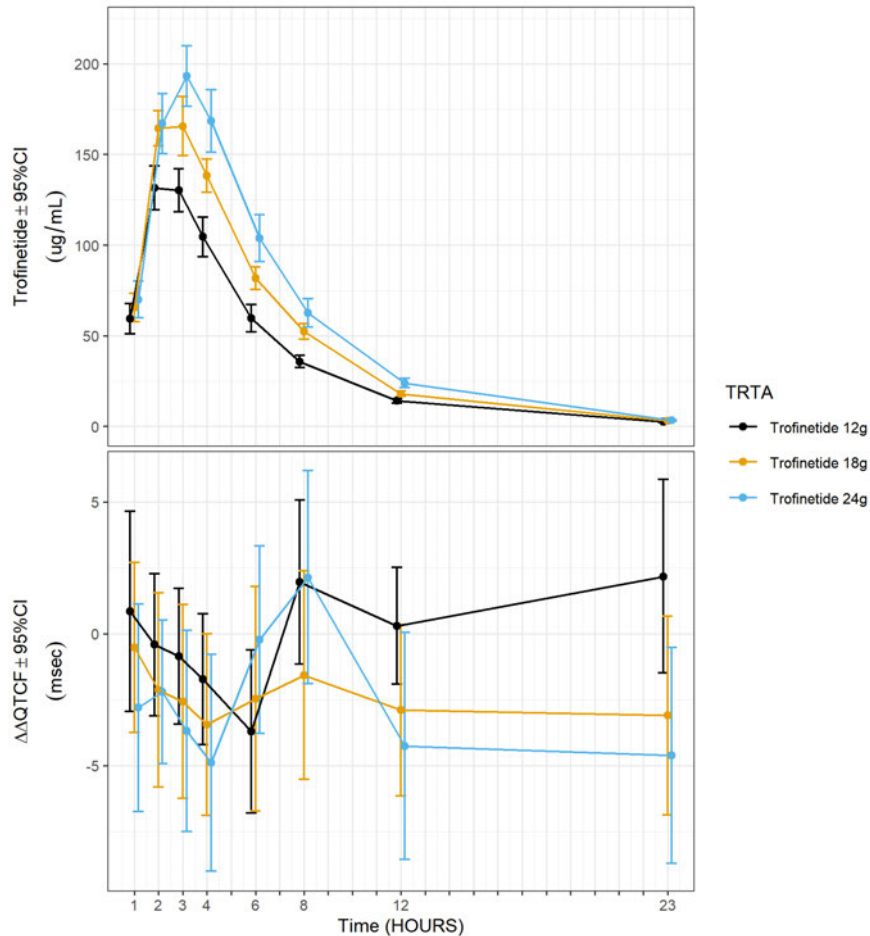 Trofinetide ± 95%CI
(ug/mL)
200
150
100
50
0
ΔΔQTCF ± 95%CI
(msec)
5
0
-5
1 2 3 4 6 8 12 23
Time (HOURS)
TRTA
Trofinetide 12g
Trofinetide 18g
Trofinetide 24g